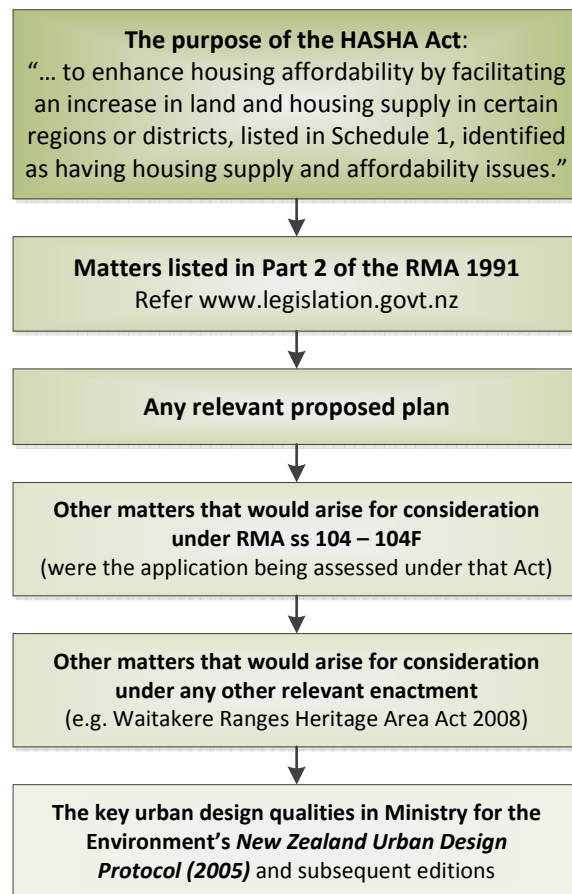 The purpose of the HASHA Act:
“… to enhance housing affordability by facilitating
an increase in land and housing supply in certain
regions or districts, listed in Schedule 1, identified
as having housing supply and affordability issues.”
Matters listed in Part 2 of the RMA 1991
Refer www.legislation.govt.nz
Any relevant proposed plan
Other matters that would arise for consideration
under RMA ss 104 – 104F
(were the application being assessed under that Act)
Other matters that would arise for consideration
under any other relevant enactment
(e.g. Waitakere Ranges Heritage Area Act 2008)
The key urban design qualities in Ministry for the
Environment’s New Zealand Urban Design
Protocol (2005) and subsequent editions